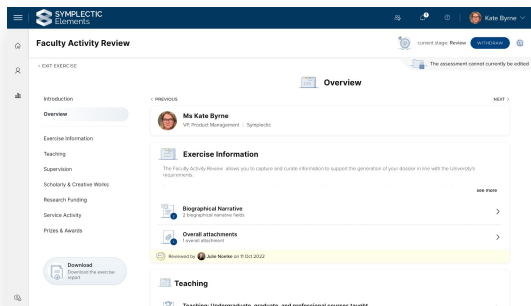 SYMPLECTIC
Elements
Kate Byrne
Faculty Activity Review
current stage: Review
WITHDRAW
< EXIT EXERCISE
The assessment cannot currently be edited
Overview
Introduction
Overview
Exercise Information
Teaching
Supervision
Scholarly & Creative Works
Research Funding
Service Activity
Prizes & Awards
Download
Download the exercise
report
< PREVIOUS
NEXT >
Ms Kate Byrne
VP, Product Management | Symplectic
Exercise Information
The Faculty Activity Review allows you to capture and curate information to support the generation of your dossier in line with the University's
requirements.
see more
Biographical Narrative
2 biographical narrative fields
Overall attachments
1 overall attachment
Reviewed by Julie Noelke on 11 Oct 2022
Teaching
Teaching: Undergraduate, graduate, and professional courses taught